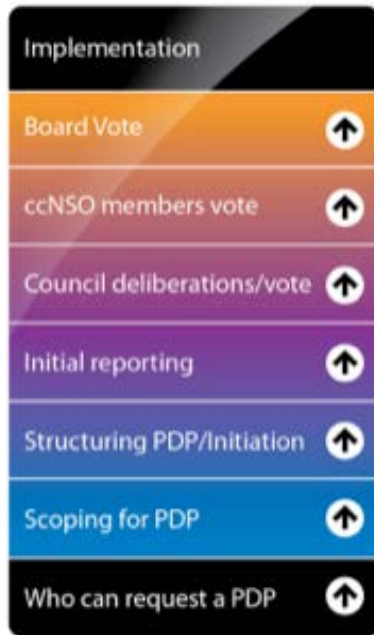 Implementation
Board Vote
ccNSO members vote
Council deliberations/vote
Initial reporting
Structuring PDP/Initiation
Scoping for PDP
Who can request a PDP